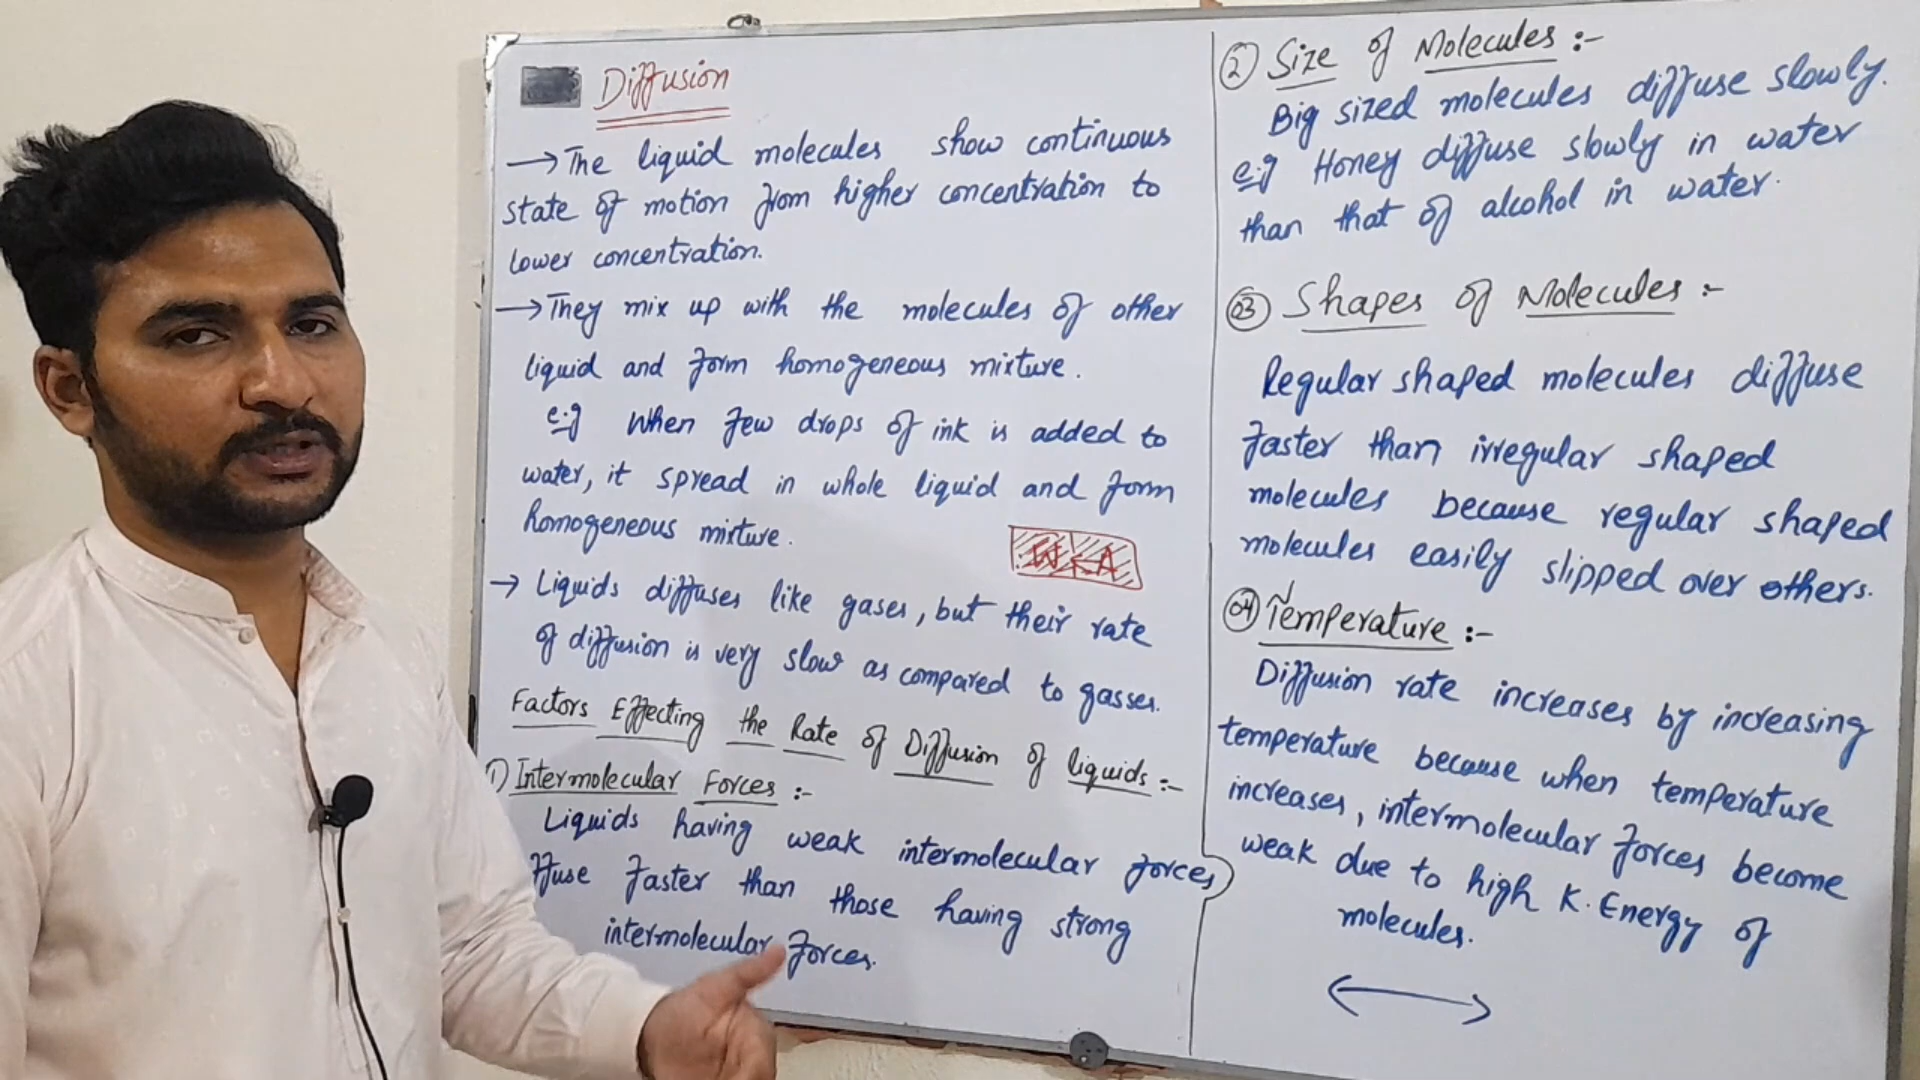 Diffusion
→ The liquid molecules show continuous
state of motion from higher concentration to
lower concentration.
→ They mix up with the molecules of other
liquid and form homogeneous mixture.
e.g When few drops of ink is added to
water, it spread in whole liquid and form
homogeneous mixture.
W A
→ Liquids diffuses like gases, but their rate
of diffusion is very slow as compared to gasses.
Factors Effecting the Rate of Diffusion of liquids :-
① Intermolecular Forces :-
Liquids having weak intermolecular forces
ffuse faster than those having strong
intermolecular forces.
② Size of Molecules :-
Big sized molecules diffuse slowly.
e.g Honey diffuse slowly in water
than that of alcohol in water.
03 Shapes of Molecules :-
Regular shaped molecules diffuse
faster than irregular shaped
molecules because regular shaped
molecules easily slipped over others.
04 Temperature :-
Diffusion rate increases by increasing
temperature because when temperature
increases, intermolecular forces become
weak due to high K.Energy of
molecules.